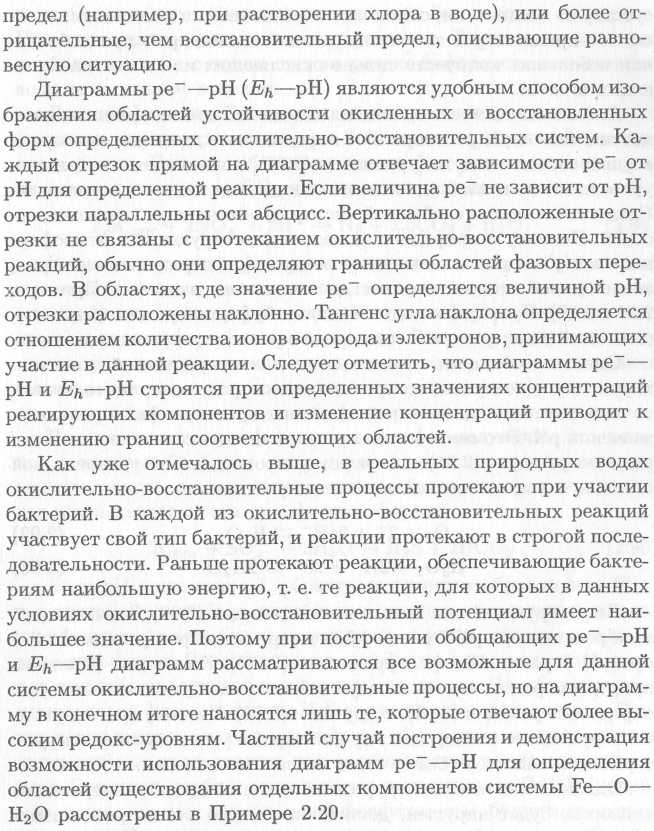 предел (например, при растворении хлора в воде), или более от-
рицательные, чем восстановительный предел, описывающие равно-
весную ситуацию.
Диаграммы pe⁻—pH (Eₕ—pH) являются удобным способом изо-
бражения областей устойчивости окисленных и восстановленных
форм определенных окислительно-восстановительных систем. Ка-
ждый отрезок прямой на диаграмме отвечает зависимости pe⁻ от
pH для определенной реакции. Если величина pe⁻ не зависит от pH,
отрезки параллельны оси абсцисс. Вертикально расположенные от-
резки не связаны с протеканием окислительно-восстановительных
реакций, обычно они определяют границы областей фазовых пере-
ходов. В областях, где значение pe⁻ определяется величиной pH,
отрезки расположены наклонно. Тангенс угла наклона определяется
отношением количества ионов водорода и электронов, принимающих
участие в данной реакции. Следует отметить, что диаграммы pe⁻—
pH и Eₕ—pH строятся при определенных значениях концентраций
реагирующих компонентов и изменение концентраций приводит к
изменению границ соответствующих областей.
Как уже отмечалось выше, в реальных природных водах
окислительно-восстановительные процессы протекают при участии
бактерий. В каждой из окислительно-восстановительных реакций
участвует свой тип бактерий, и реакции протекают в строгой после-
довательности. Раньше протекают реакции, обеспечивающие бакте-
риям наибольшую энергию, т. е. те реакции, для которых в данных
условиях окислительно-восстановительный потенциал имеет наи-
большее значение. Поэтому при построении обобщающих pe⁻—pH
и Eₕ—pH диаграмм рассматриваются все возможные для данной
системы окислительно-восстановительные процессы, но на диаграм-
му в конечном итоге наносятся лишь те, которые отвечают более вы-
соким редокс-уровням. Частный случай построения и демонстрация
возможности использования диаграмм pe⁻—pH для определения
областей существования отдельных компонентов системы Fe—O—
H₂O рассмотрены в Примере 2.20.